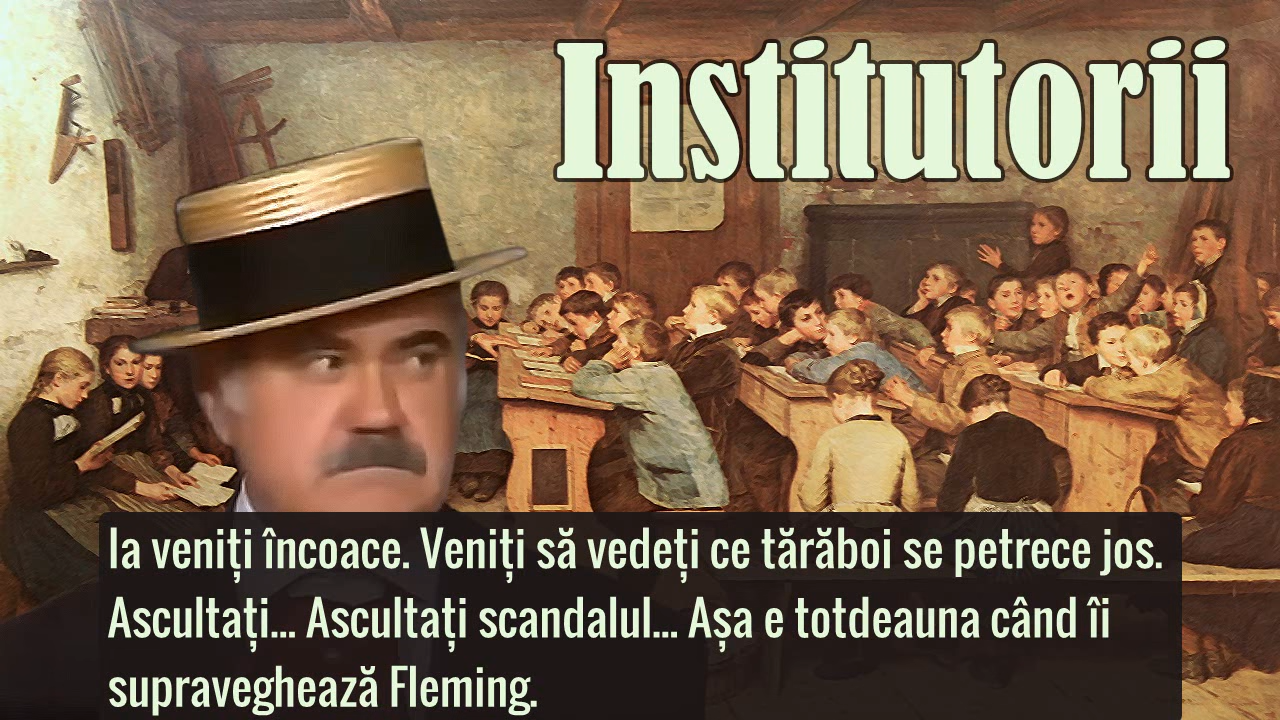 Institutorii
Ia veniți încoace. Veniți să vedeți ce tărăboi se petrece jos.
Ascultați... Ascultați scandalul... Așa e totdeauna când îi
supraveghează Fleming.